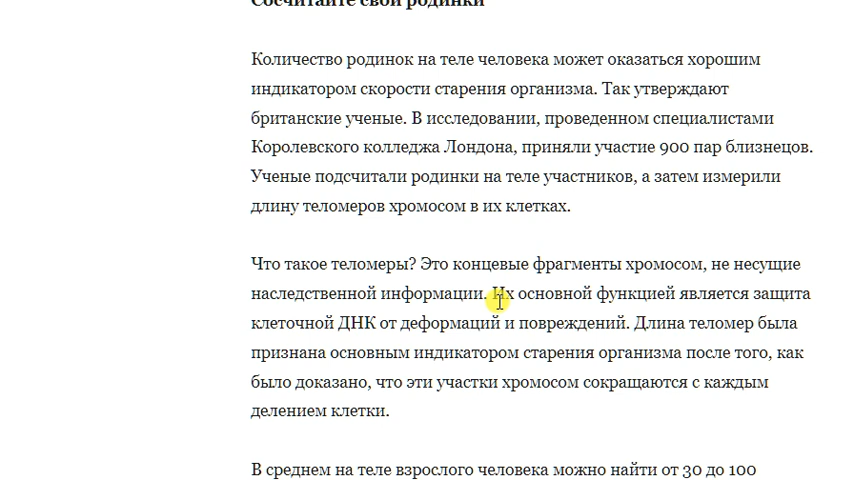 Сосчитайте свои родинки
Количество родинок на теле человека может оказаться хорошим
индикатором скорости старения организма. Так утверждают
британские ученые. В исследовании, проведенном специалистами
Королевского колледжа Лондона, приняли участие 900 пар близнецов.
Ученые подсчитали родинки на теле участников, а затем измерили
длину теломеров хромосом в их клетках.
Что такое теломеры? Это концевые фрагменты хромосом, не несущие
наследственной информации. Их основной функцией является защита
клеточной ДНК от деформаций и повреждений. Длина теломер была
признана основным индикатором старения организма после того, как
было доказано, что эти участки хромосом сокращаются с каждым
делением клетки.
В среднем на теле взрослого человека можно найти от 30 до 100